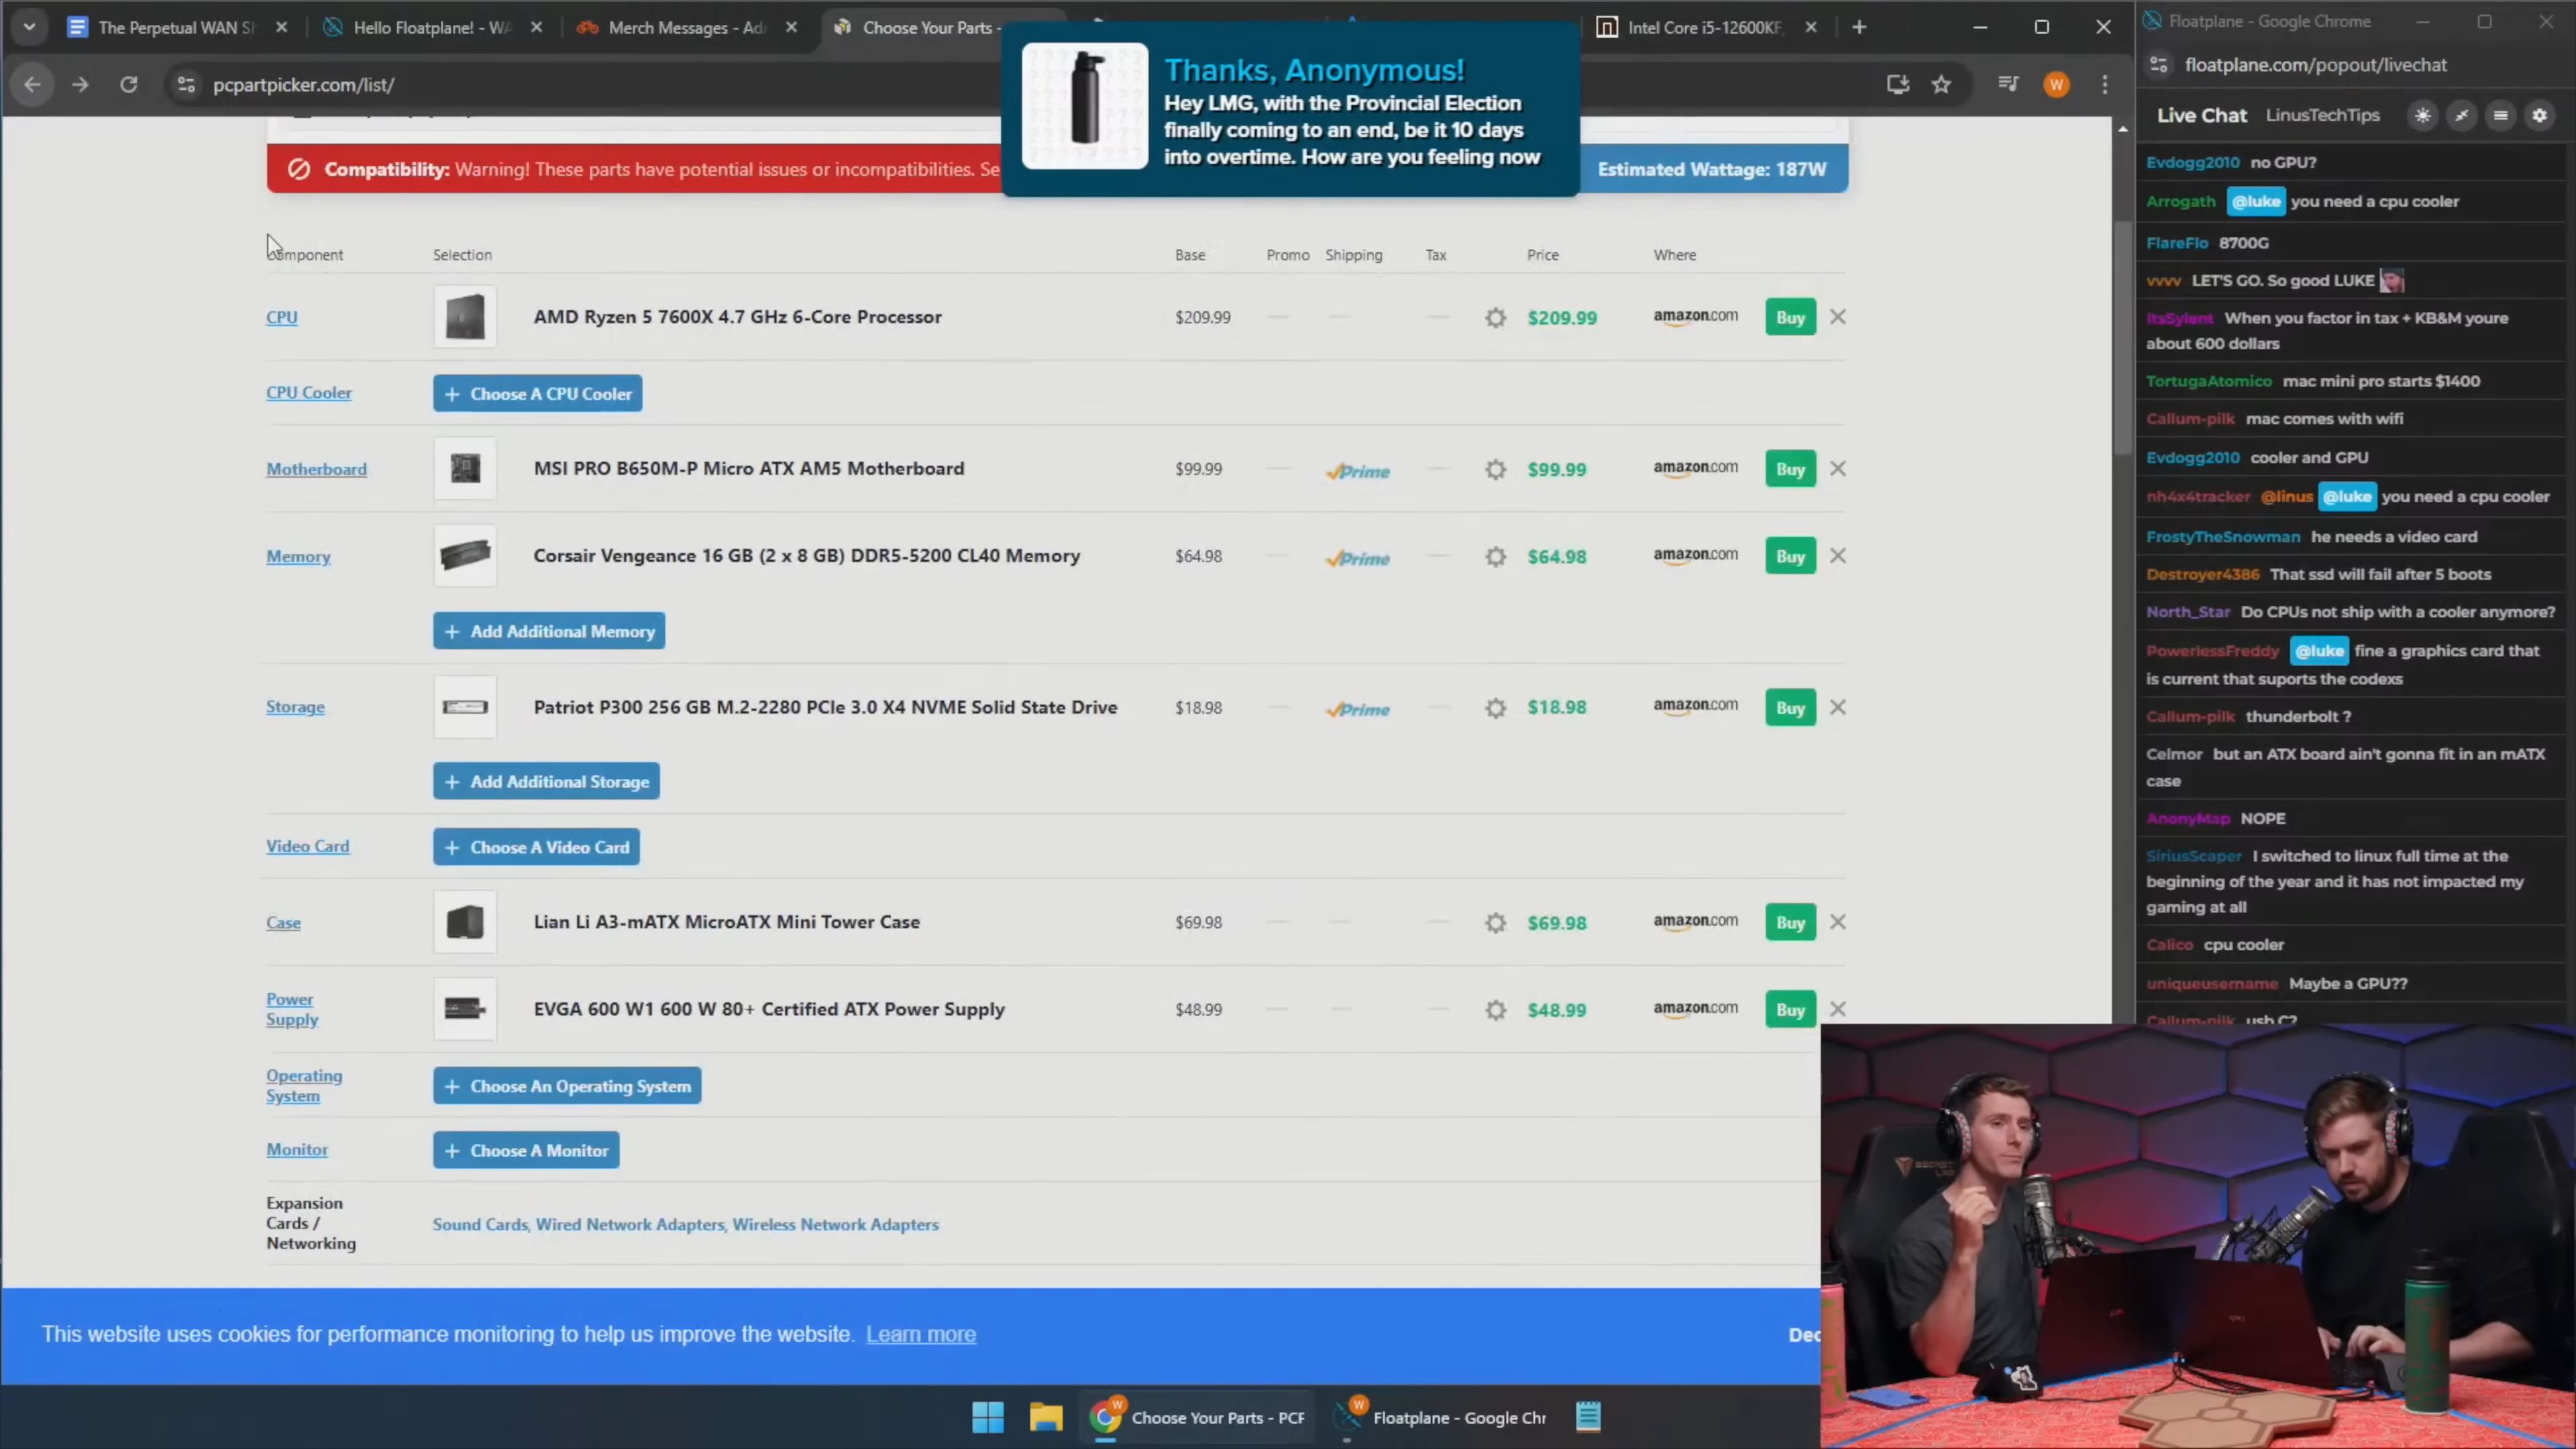 The Perpetual WAN S
Hello Floatplane! - WA
Merch Messages - Ad
Choose Your Parts -
Intel Core i5-12600KF,
pcpartpicker.com/list/
W
Thanks, Anonymous!
Hey LMG, with the Provincial Election
finally coming to an end, be it 10 days
into overtime. How are you feeling now
Compatibility: Warning! These parts have potential issues or incompatibilities. Se
Estimated Wattage: 187W
Component Selection Base Promo Shipping Tax Price Where
CPU AMD Ryzen 5 7600X 4.7 GHz 6-Core Processor $209.99 $209.99 amazon.com Buy
CPU Cooler + Choose A CPU Cooler
Motherboard MSI PRO B650M-P Micro ATX AM5 Motherboard $99.99 Prime $99.99 amazon.com Buy
Memory Corsair Vengeance 16 GB (2 x 8 GB) DDR5-5200 CL40 Memory $64.98 Prime $64.98 amazon.com Buy
+ Add Additional Memory
Storage Patriot P300 256 GB M.2-2280 PCIe 3.0 X4 NVME Solid State Drive $18.98 Prime $18.98 amazon.com Buy
+ Add Additional Storage
Video Card + Choose A Video Card
Case Lian Li A3-mATX MicroATX Mini Tower Case $69.98 $69.98 amazon.com Buy
Power
Supply
EVGA 600 W1 600 W 80+ Certified ATX Power Supply $48.99 $48.99 amazon.com Buy
Operating
System
+ Choose An Operating System
Monitor + Choose A Monitor
Expansion
Cards /
Networking
Sound Cards, Wired Network Adapters, Wireless Network Adapters
This website uses cookies for performance monitoring to help us improve the website. Learn more
Dec
Choose Your Parts - PCP
Floatplane - Google Chr
Floatplane - Google Chrome
floatplane.com/popout/livechat
Live Chat LinusTechTips
Evdogg2010 no GPU?
Arrogath @luke you need a cpu cooler
FlareFlo 8700G
vvvv LET'S GO. So good LUKE
ItsSylent When you factor in tax + KB&M youre
about 600 dollars
TortugaAtomico mac mini pro starts $1400
Callum-pilk mac comes with wifi
Evdogg2010 cooler and GPU
nh4x4tracker @linus @luke you need a cpu cooler
FrostyTheSnowman he needs a video card
Destroyer4386 That ssd will fail after 5 boots
North_Star Do CPUs not ship with a cooler anymore?
PowerlessFreddy @luke fine a graphics card that
is current that suports the codexs
Callum-pilk thunderbolt ?
Celmor but an ATX board ain't gonna fit in an mATX
case
AnonyMap NOPE
SiriusScaper I switched to linux full time at the
beginning of the year and it has not impacted my
gaming at all
Calico cpu cooler
uniqueusername Maybe a GPU??
Callum-pilk usb C?